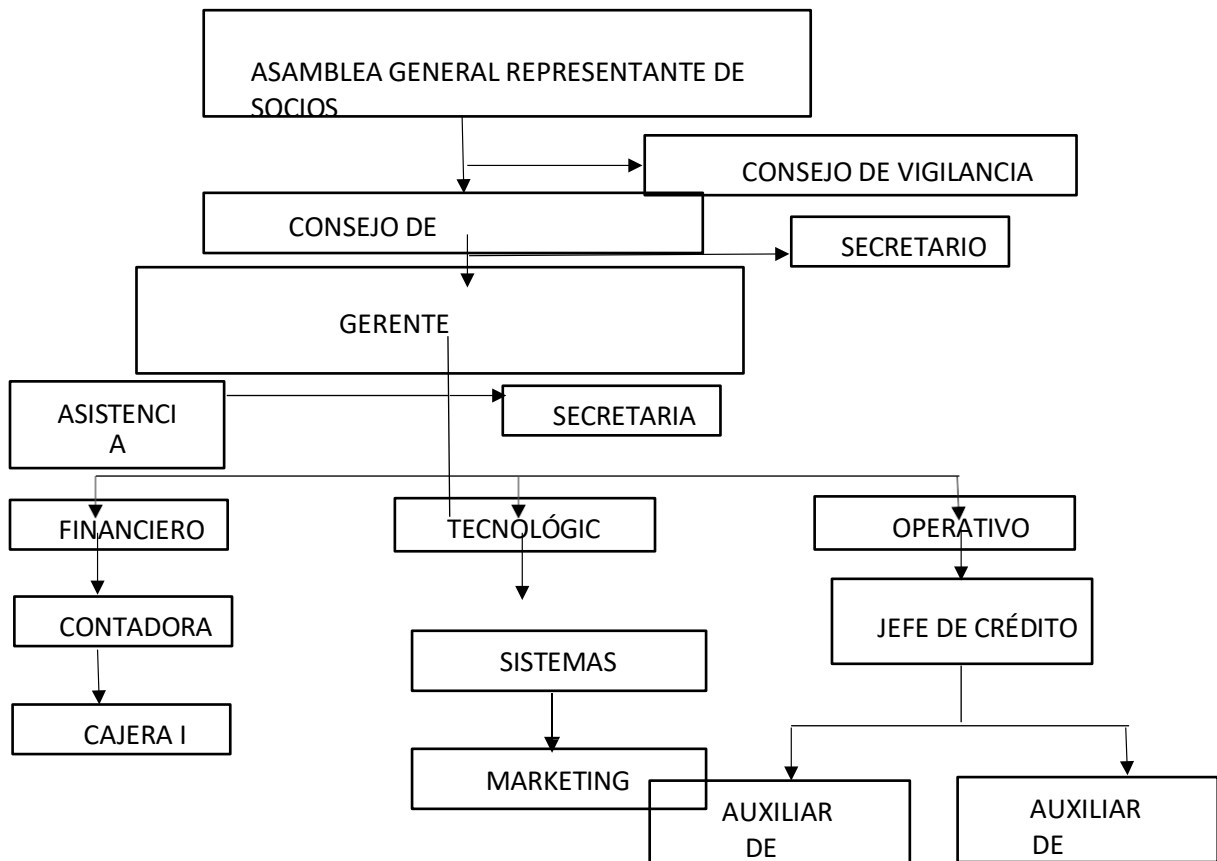 ASAMBLEA GENERAL REPRESENTANTE DE
SOCIOS
CONSEJO DE VIGILANCIA
CONSEJO DE
SECRETARIO
GERENTE
ASISTENCI
A
SECRETARIA
FINANCIERO
TECNOLÓGIC
OPERATIVO
CONTADORA
JEFE DE CRÉDITO
SISTEMAS
CAJERA I
MARKETING
AUXILIAR
DE
AUXILIAR
DE